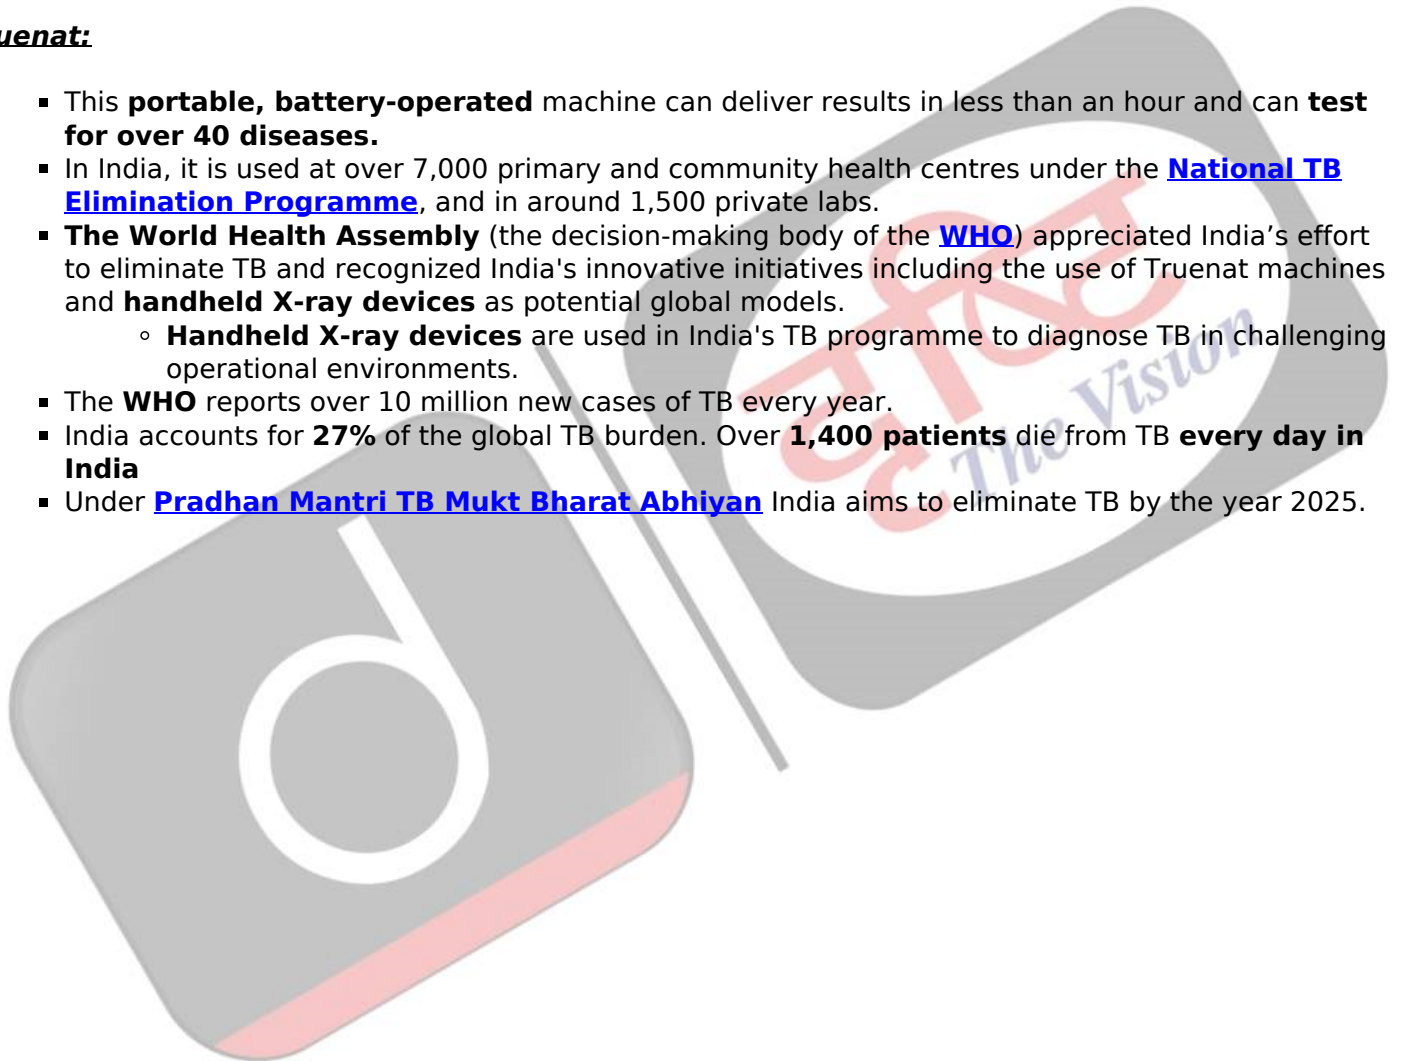 uenat:
This portable, battery-operated machine can deliver results in less than an hour and can test
for over 40 diseases.
In India, it is used at over 7,000 primary and community health centres under the National TB
Elimination Programme, and in around 1,500 private labs.
The World Health Assembly (the decision-making body of the WHO) appreciated India’s effort
to eliminate TB and recognized India's innovative initiatives including the use of Truenat machines
and handheld X-ray devices as potential global models.
Handheld X-ray devices are used in India's TB programme to diagnose TB in challenging
operational environments.
The WHO reports over 10 million new cases of TB every year.
India accounts for 27% of the global TB burden. Over 1,400 patients die from TB every day in
India
Under Pradhan Mantri TB Mukt Bharat Abhiyan India aims to eliminate TB by the year 2025.
दृष्टि
The Vision
d